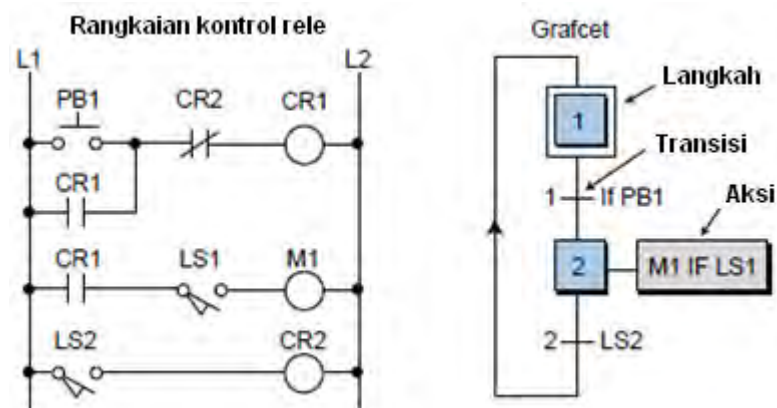 Rangkaian kontrol rele
L1
L2
PB1
CR2
CR1
CR1
CR1
LS1
M1
LS2
CR2
Grafcet
Langkah
1
Transisi
1
If PB1
Aksi
2
M1 IF LS1
2
LS2